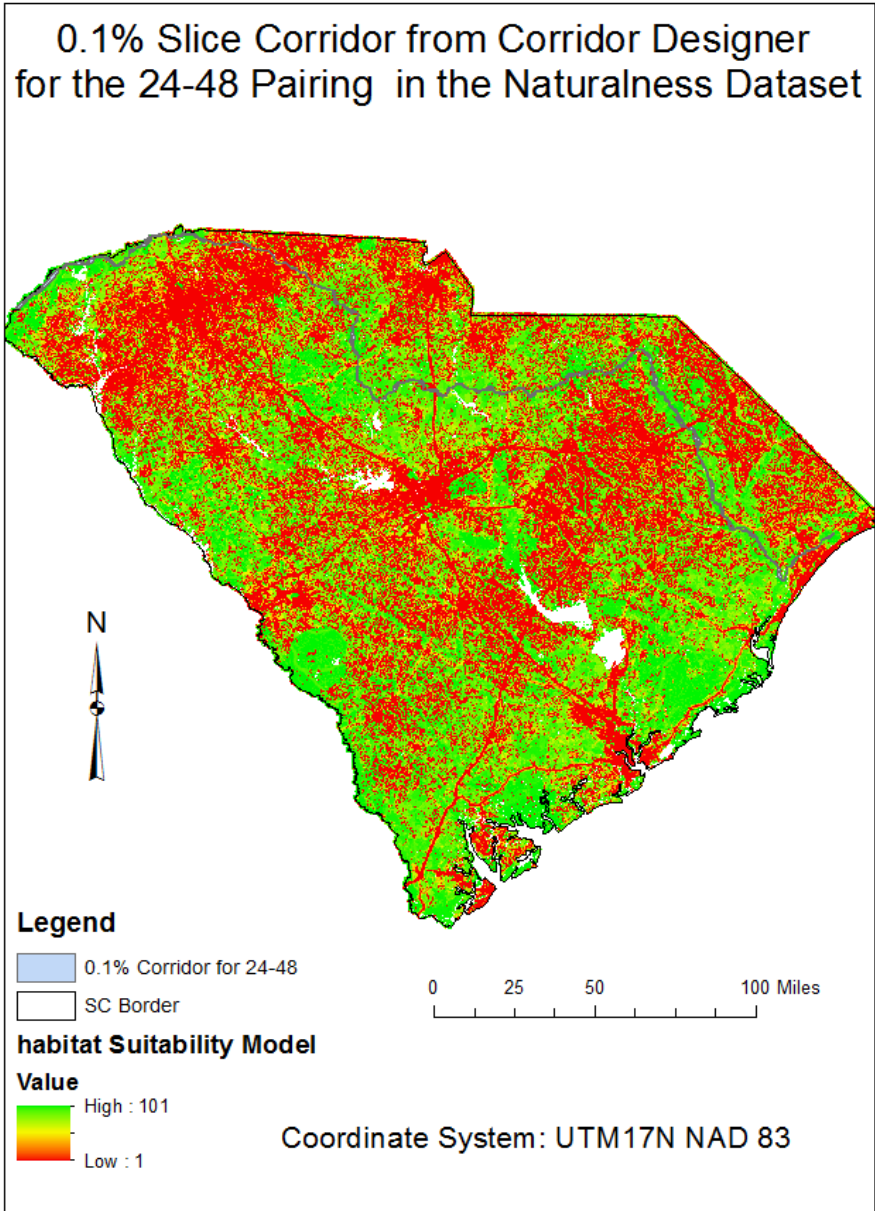 0.1% Slice Corridor from Corridor Designer
for the 24-48 Pairing in the Naturalness Dataset
N
Legend
0.1% Corridor for 24-48
SC Border
0 25 50 100 Miles
habitat Suitability Model
Value
High : 101
Low : 1
Coordinate System: UTM17N NAD 83